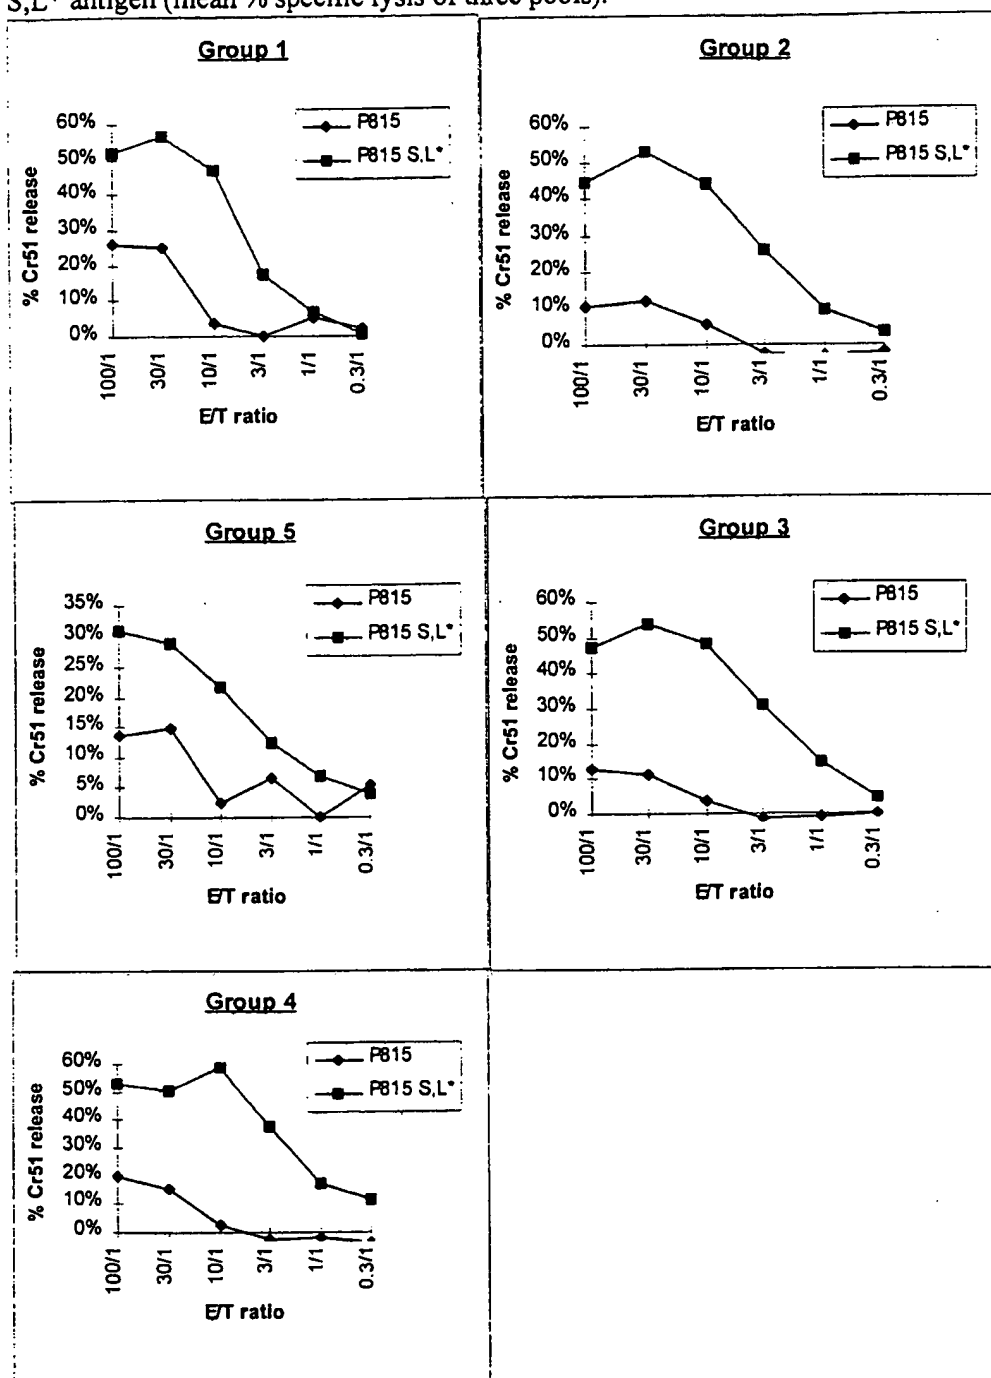 S,L* antigen (mean % specific lysis of three pools).
Group 1
P815
P815 S,L*
60%
50%
40%
30%
20%
10%
0%
% Cr51 release
100/1
30/1
10/1
3/1
1/1
0.3/1
E/T ratio
Group 2
P815
P815 S,L*
60%
50%
40%
30%
20%
10%
0%
% Cr51 release
100/1
30/1
10/1
3/1
1/1
0.3/1
E/T ratio
Group 5
P815
P815 S,L*
35%
30%
25%
20%
15%
10%
5%
0%
% Cr51 release
100/1
30/1
10/1
3/1
1/1
0.3/1
E/T ratio
Group 3
P815
P815 S,L*
60%
50%
40%
30%
20%
10%
0%
% Cr51 release
100/1
30/1
10/1
3/1
1/1
0.3/1
E/T ratio
Group 4
P815
P815 S,L*
60%
50%
40%
30%
20%
10%
0%
% Cr51 release
100/1
30/1
10/1
3/1
1/1
0.3/1
E/T ratio